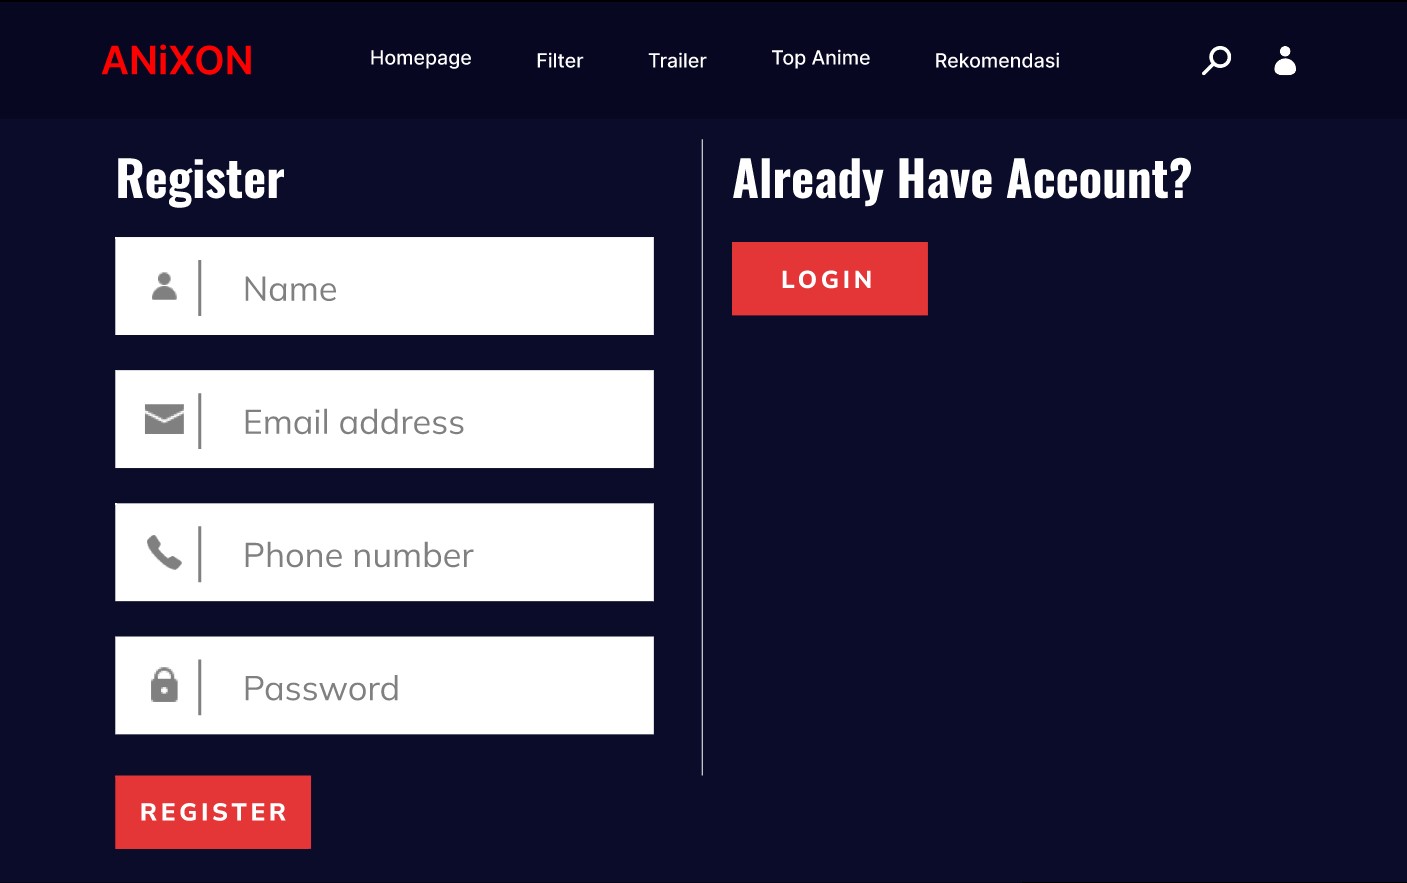 ANiXON
Homepage
Filter
Trailer
Top Anime
Rekomendasi
Register
Name
Email address
Phone number
Password
REGISTER
Already Have Account?
LOGIN